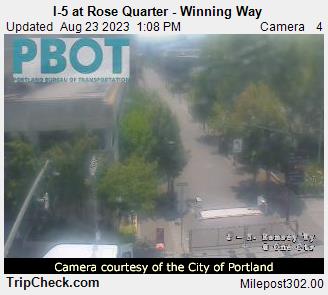 I-5 at Rose Quarter - Winning Way
Updated Aug 23 2023 1:08 PM Camera 4
PBOT
PORTLAND BUREAU OF TRANSPORTATION
Camera courtesy of the City of Portland
TripCheck.com Milepost302.00